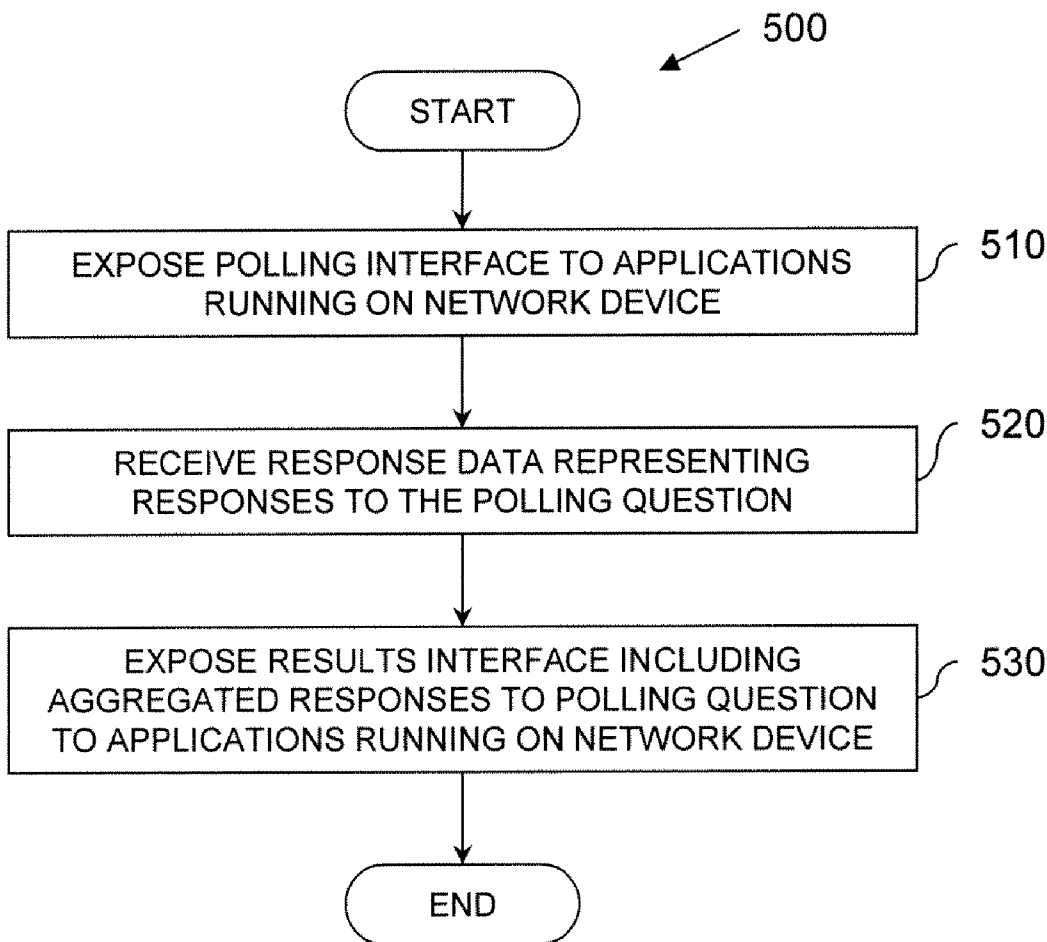 500
START
EXPOSE POLLING INTERFACE TO APPLICATIONS
RUNNING ON NETWORK DEVICE
510
RECEIVE RESPONSE DATA REPRESENTING
RESPONSES TO THE POLLING QUESTION
520
EXPOSE RESULTS INTERFACE INCLUDING
AGGREGATED RESPONSES TO POLLING QUESTION
TO APPLICATIONS RUNNING ON NETWORK DEVICE
530
END